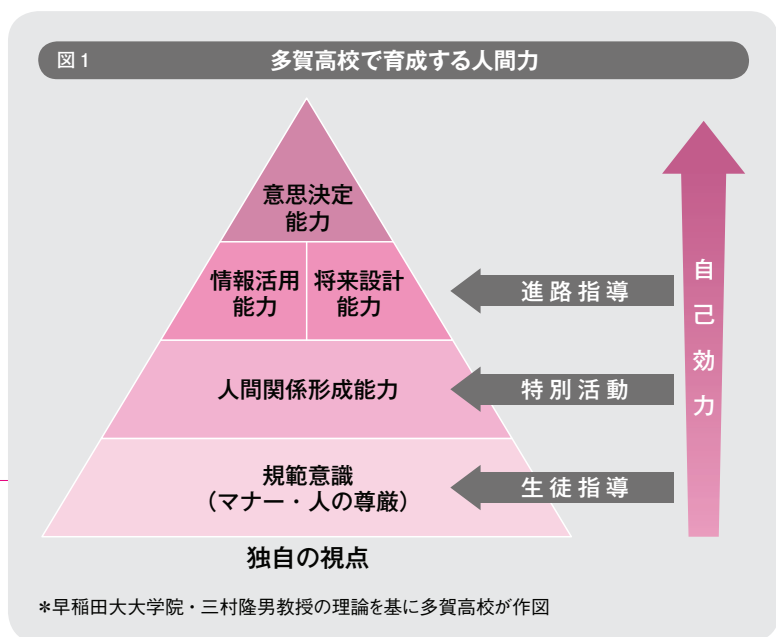 図1
多賀高校で育成する人間力
意思決定
能力
情報活用
能力
将来設計
能力
進路指導
人間関係形成能力
特別活動
規範意識
（マナー・人の尊厳）
生徒指導
自己効力
独自の視点
*早稲田大大学院・三村隆男教授の理論を基に多賀高校が作図